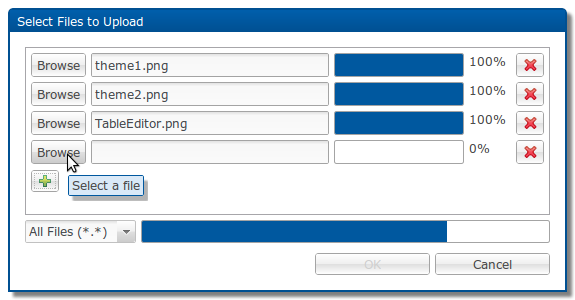 Select Files to Upload
Browse theme1.png 100%
Browse theme2.png 100%
Browse TableEditor.png 100%
Browse 0%
Select a file
All Files (*.*)
OK Cancel